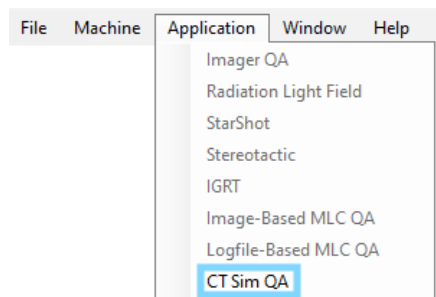 File Machine Application Window Help
Imager QA
Radiation Light Field
StarShot
Stereotactic
IGRT
Image-Based MLC QA
Logfile-Based MLC QA
CT Sim QA